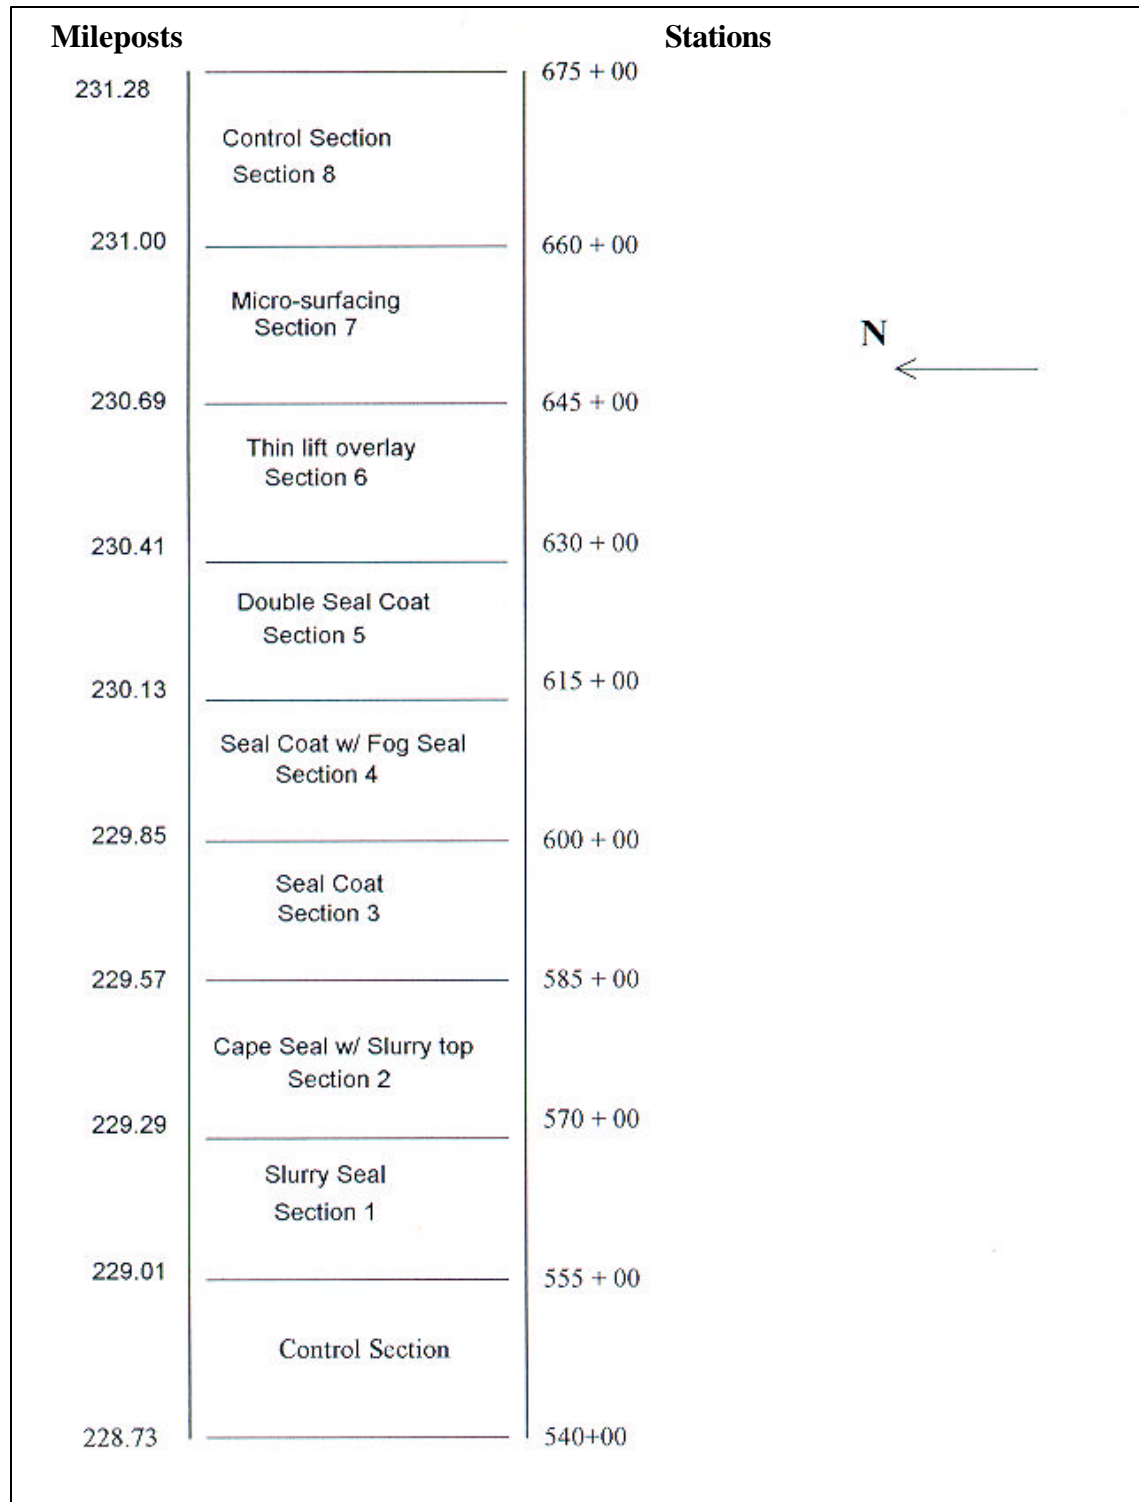 Mileposts Stations
231.28 675 + 00
Control Section
Section 8
231.00 660 + 00
Micro-surfacing
Section 7
N
230.69 645 + 00
Thin lift overlay
Section 6
230.41 630 + 00
Double Seal Coat
Section 5
230.13 615 + 00
Seal Coat w/ Fog Seal
Section 4
229.85 600 + 00
Seal Coat
Section 3
229.57 585 + 00
Cape Seal w/ Slurry top
Section 2
229.29 570 + 00
Slurry Seal
Section 1
229.01 555 + 00
Control Section
228.73 540+00